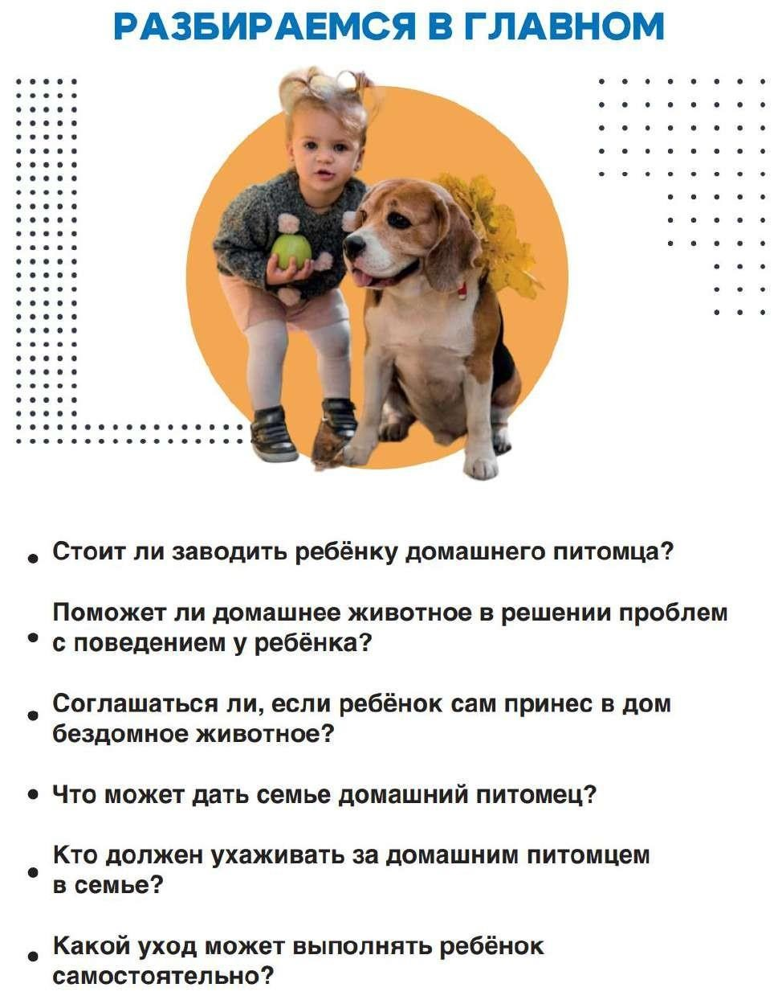 РАЗБИРАЕМСЯ В ГЛАВНОМ
• Стоит ли заводить ребёнку домашнего питомца?
Поможет ли домашнее животное в решении проблем
• с поведением у ребёнка?
• Соглашаться ли, если ребёнок сам принес в дом
бездомное животное?
• Что может дать семье домашний питомец?
Кто должен ухаживать за домашним питомцем
• в семье?
• Какой уход может выполнять ребёнок
самостоятельно?